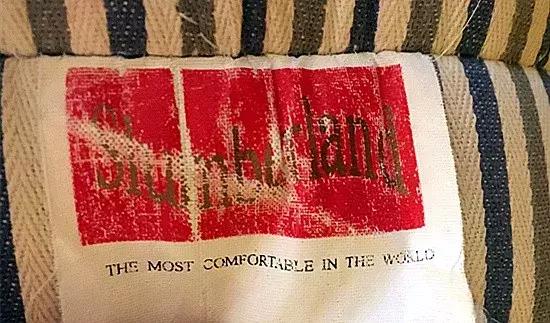 Slumberland
THE MOST COMFORTABLE IN THE WORLD